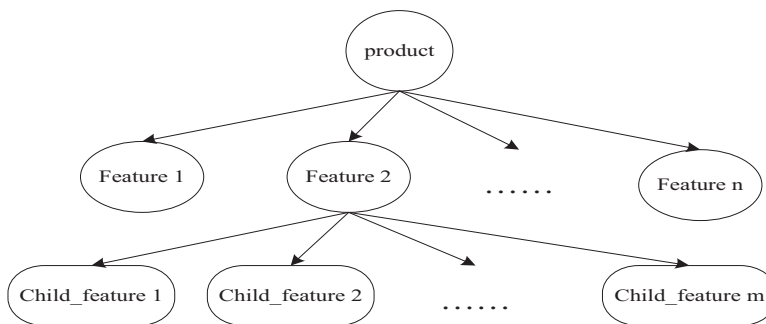 product
Feature 1
Feature 2
......
Feature n
Child_feature 1
Child_feature 2
......
Child_feature m